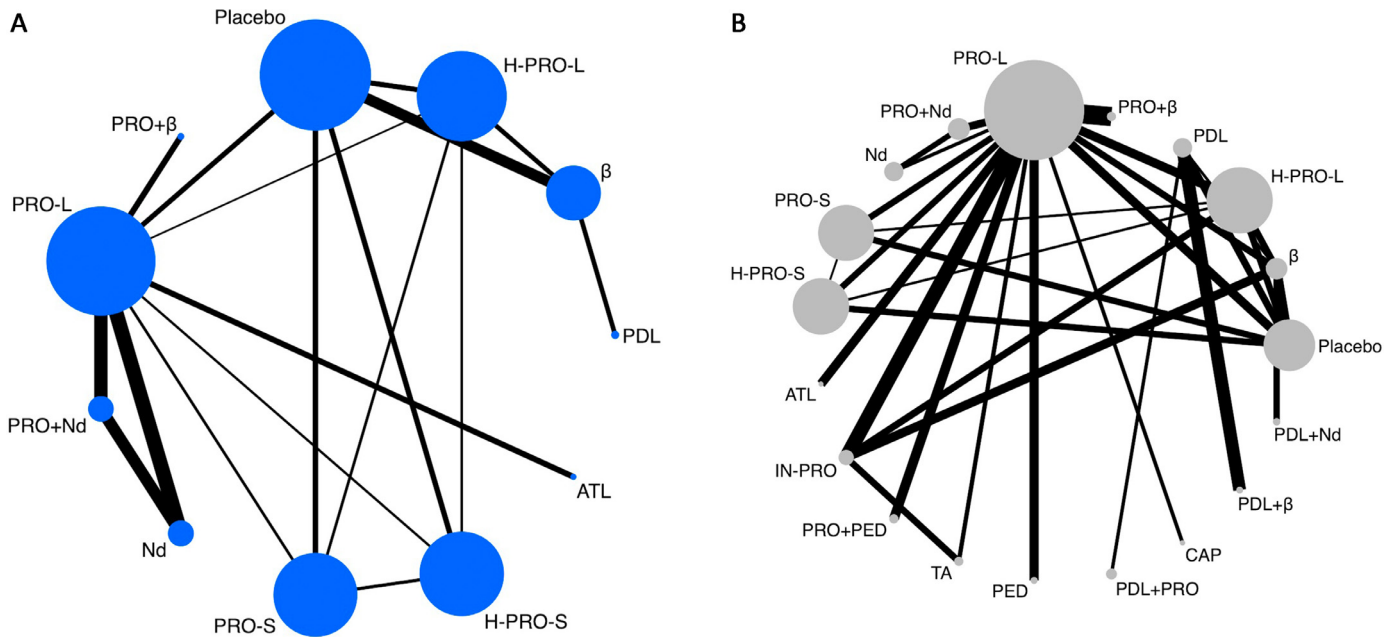 A
Placebo
H-PRO-L
PRO+β
β
PRO-L
PDL
PRO+Nd
ATL
Nd
PRO-S
H-PRO-S
B
PRO-L
PRO+Nd
PRO+β
PDL
Nd
H-PRO-L
PRO-S
β
H-PRO-S
Placebo
ATL
PDL+Nd
IN-PRO
PDL+β
PRO+PED
CAP
TA
PED
PDL+PRO